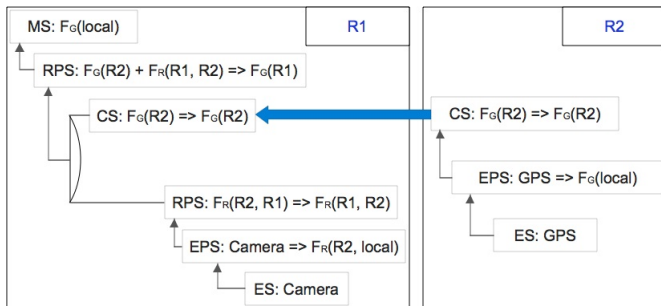 MS: FG(local)
R1
RPS: FG(R2) + FR(R1, R2) => FG(R1)
CS: FG(R2) => FG(R2)
RPS: FR(R2, R1) => FR(R1, R2)
EPS: Camera => FR(R2, local)
ES: Camera
R2
CS: FG(R2) => FG(R2)
EPS: GPS => FG(local)
ES: GPS